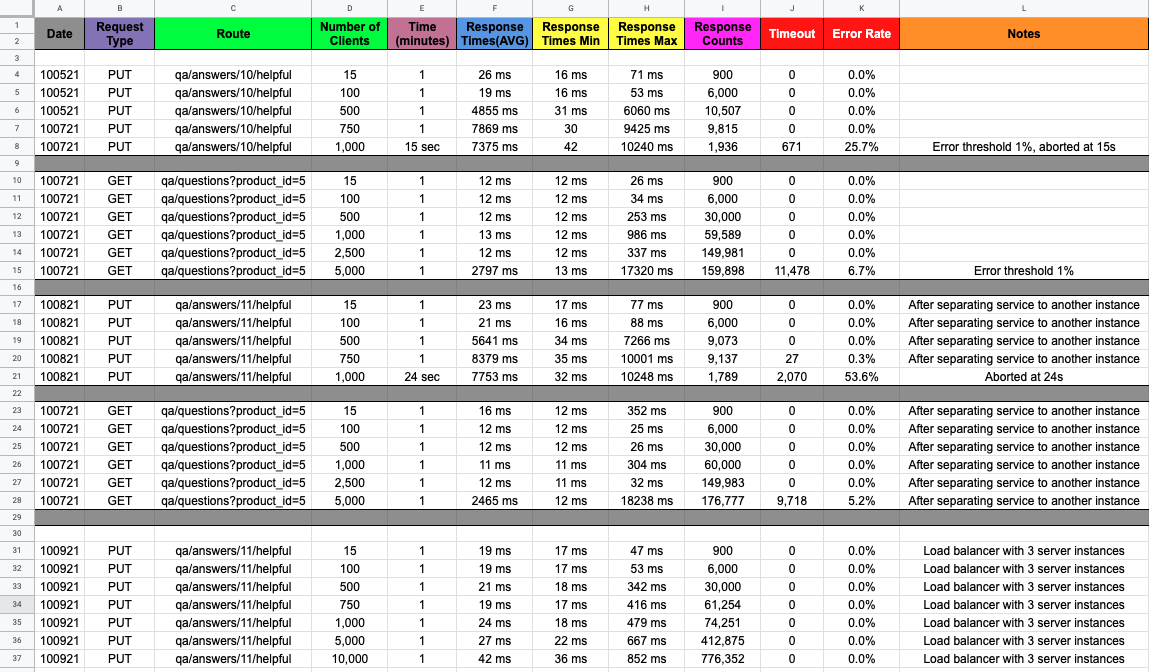 A B C D E F G H I J K L
1 Date Request Type Route Number of Clients Time (minutes) Response Times(AVG) Response Times Min Response Times Max Response Counts Timeout Error Rate Notes
2
3
4 100521 PUT qa/answers/10/helpful 15 1 26 ms 16 ms 71 ms 900 0 0.0%
5 100521 PUT qa/answers/10/helpful 100 1 19 ms 16 ms 53 ms 6,000 0 0.0%
6 100521 PUT qa/answers/10/helpful 500 1 4855 ms 31 ms 6060 ms 10,507 0 0.0%
7 100721 PUT qa/answers/10/helpful 750 1 7869 ms 30 9425 ms 9,815 0 0.0%
8 100721 PUT qa/answers/10/helpful 1,000 15 sec 7375 ms 42 10240 ms 1,936 671 25.7% Error threshold 1%, aborted at 15s
9
10 100721 GET qa/questions?product_id=5 15 1 12 ms 12 ms 26 ms 900 0 0.0%
11 100721 GET qa/questions?product_id=5 100 1 12 ms 12 ms 34 ms 6,000 0 0.0%
12 100721 GET qa/questions?product_id=5 500 1 12 ms 12 ms 253 ms 30,000 0 0.0%
13 100721 GET qa/questions?product_id=5 1,000 1 13 ms 12 ms 986 ms 59,589 0 0.0%
14 100721 GET qa/questions?product_id=5 2,500 1 12 ms 12 ms 337 ms 149,981 0 0.0%
15 100721 GET qa/questions?product_id=5 5,000 1 2797 ms 13 ms 17320 ms 159,898 11,478 6.7% Error threshold 1%
16
17 100821 PUT qa/answers/11/helpful 15 1 23 ms 17 ms 77 ms 900 0 0.0% After separating service to another instance
18 100821 PUT qa/answers/11/helpful 100 1 21 ms 16 ms 88 ms 6,000 0 0.0% After separating service to another instance
19 100821 PUT qa/answers/11/helpful 500 1 5641 ms 34 ms 7266 ms 9,073 0 0.0% After separating service to another instance
20 100821 PUT qa/answers/11/helpful 750 1 8379 ms 35 ms 10001 ms 9,137 27 0.3% After separating service to another instance
21 100821 PUT qa/answers/11/helpful 1,000 24 sec 7753 ms 32 ms 10248 ms 1,789 2,070 53.6% Aborted at 24s
22
23 100721 GET qa/questions?product_id=5 15 1 16 ms 12 ms 352 ms 900 0 0.0% After separating service to another instance
24 100721 GET qa/questions?product_id=5 100 1 12 ms 12 ms 25 ms 6,000 0 0.0% After separating service to another instance
25 100721 GET qa/questions?product_id=5 500 1 12 ms 12 ms 26 ms 30,000 0 0.0% After separating service to another instance
26 100721 GET qa/questions?product_id=5 1,000 1 11 ms 11 ms 304 ms 60,000 0 0.0% After separating service to another instance
27 100721 GET qa/questions?product_id=5 2,500 1 12 ms 11 ms 32 ms 149,983 0 0.0% After separating service to another instance
28 100721 GET qa/questions?product_id=5 5,000 1 2465 ms 12 ms 18238 ms 176,777 9,718 5.2% After separating service to another instance
29
30
31 100921 PUT qa/answers/11/helpful 15 1 19 ms 17 ms 47 ms 900 0 0.0% Load balancer with 3 server instances
32 100921 PUT qa/answers/11/helpful 100 1 19 ms 17 ms 53 ms 6,000 0 0.0% Load balancer with 3 server instances
33 100921 PUT qa/answers/11/helpful 500 1 21 ms 18 ms 342 ms 30,000 0 0.0% Load balancer with 3 server instances
34 100921 PUT qa/answers/11/helpful 750 1 19 ms 17 ms 416 ms 61,254 0 0.0% Load balancer with 3 server instances
35 100921 PUT qa/answers/11/helpful 1,000 1 24 ms 18 ms 479 ms 74,251 0 0.0% Load balancer with 3 server instances
36 100921 PUT qa/answers/11/helpful 5,000 1 27 ms 22 ms 667 ms 412,875 0 0.0% Load balancer with 3 server instances
37 100921 PUT qa/answers/11/helpful 10,000 1 42 ms 36 ms 852 ms 776,352 0 0.0% Load balancer with 3 server instances